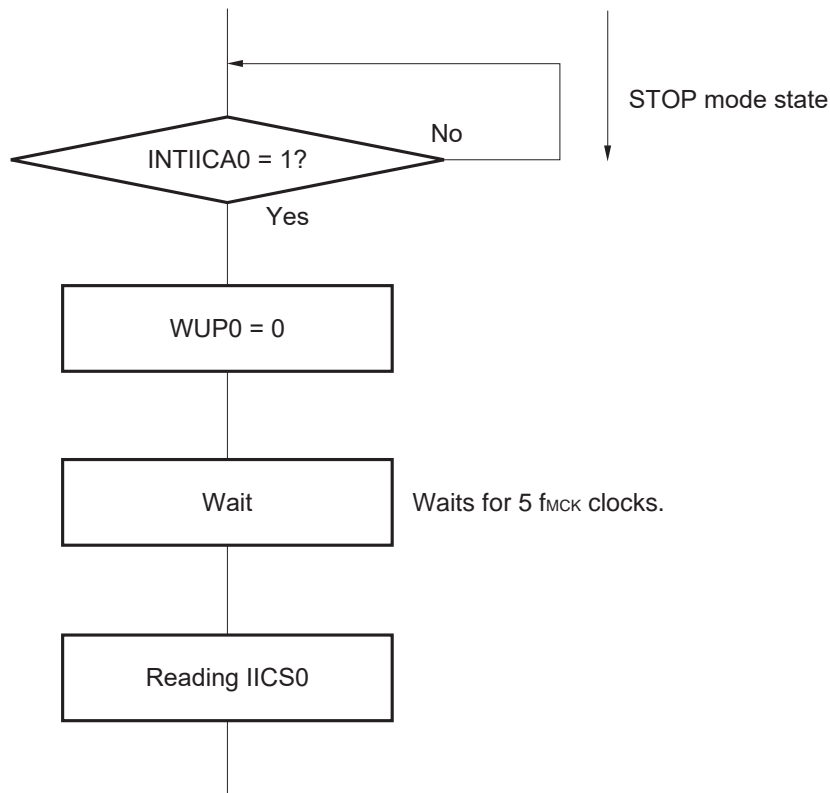 STOP mode state
No
INTIICA0 = 1?
Yes
WUP0 = 0
Wait
Waits for 5 fMCK clocks.
Reading IICS0